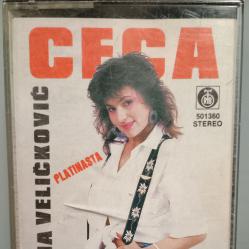 CECA
NA VELIČKOVIĆ
PLATINASTA
501360
STEREO